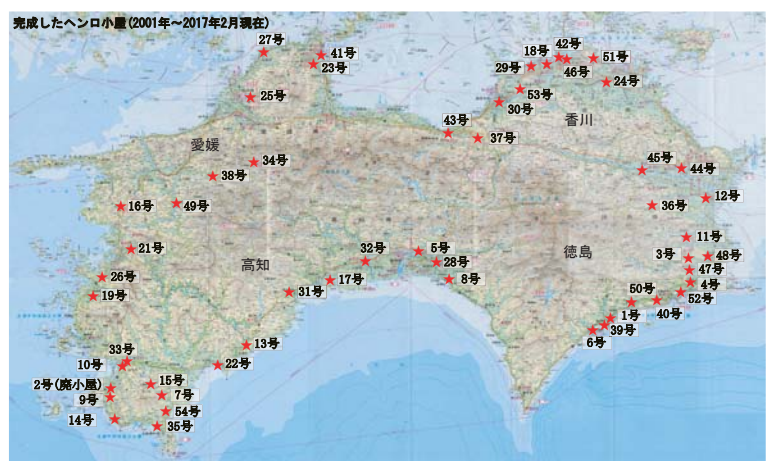 完成したヘンロ小屋(2001年～2017年2月現在)
27号
41号
23号
25号
18号
42号
29号
46号
51号
24号
53号
30号
香川
43号
37号
愛媛
34号
38号
45号
44号
16号
49号
36号
12号
21号
高知
32号
5号
28号
徳島
11号
3号
48号
26号
19号
17号
31号
8号
47号
4号
52号
50号
40号
1号
39号
6号
13号
22号
33号
10号
2号(廃小屋)
9号
15号
7号
14号
54号
35号